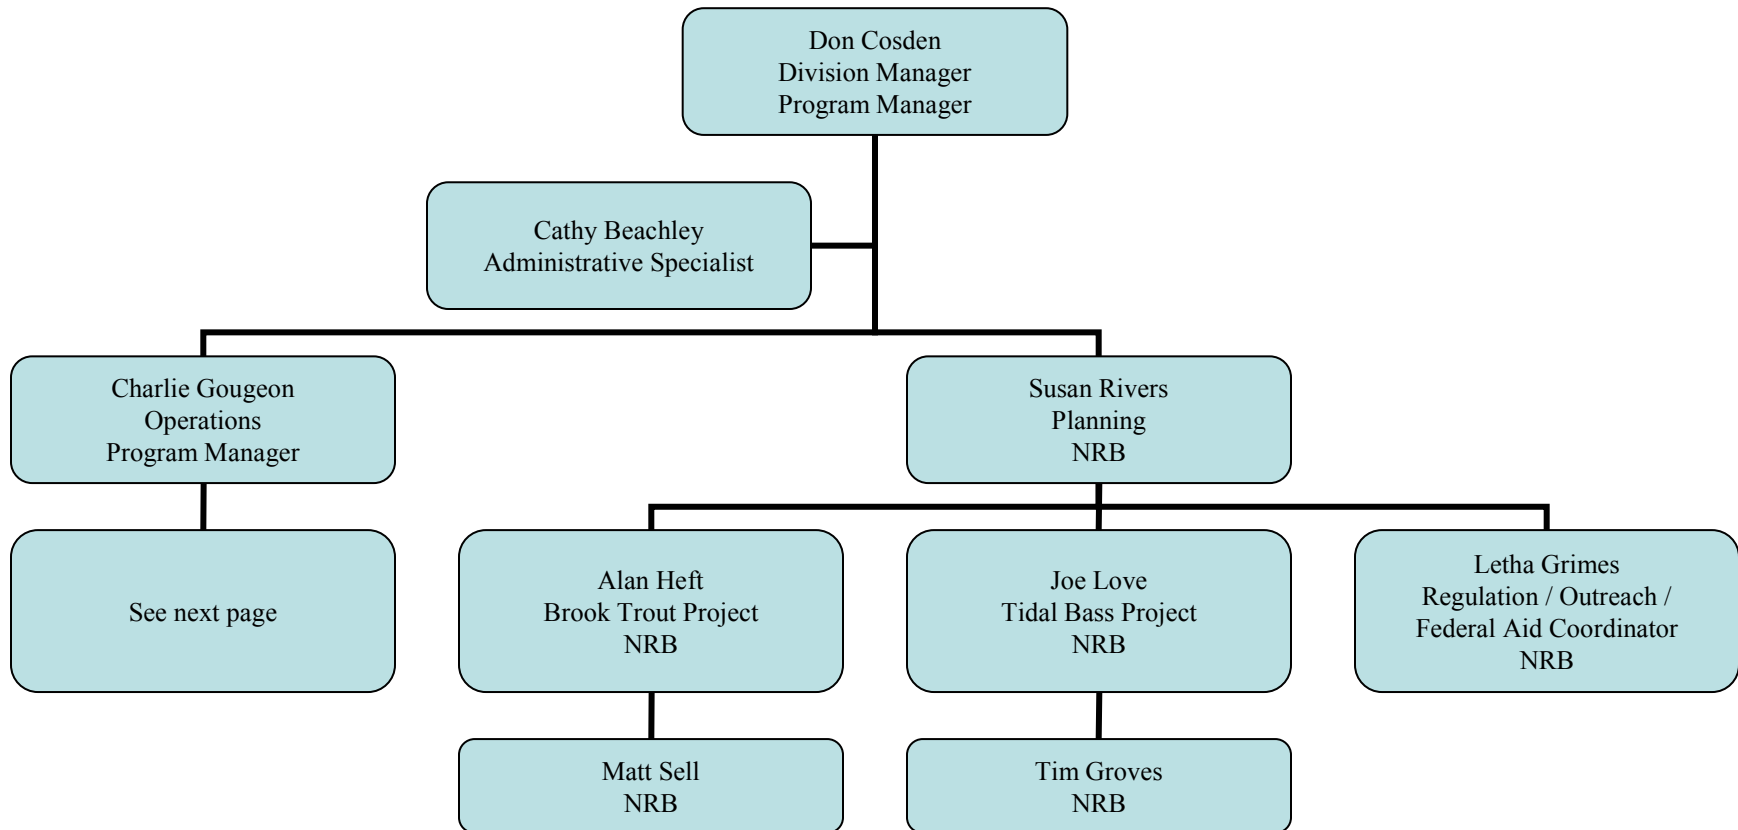 Don Cosden
Division Manager
Program Manager
Cathy Beachley
Administrative Specialist
Charlie Gougeon
Operations
Program Manager
Susan Rivers
Planning
NRB
See next page
Alan Heft
Brook Trout Project
NRB
Joe Love
Tidal Bass Project
NRB
Letha Grimes
Regulation / Outreach /
Federal Aid Coordinator
NRB
Matt Sell
NRB
Tim Groves
NRB